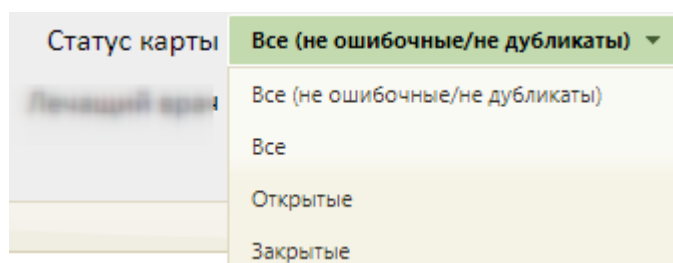 Статус карты Все (не ошибочные/не дубликаты)
Все (не ошибочные/не дубликаты)
Все
Открытые
Закрытые